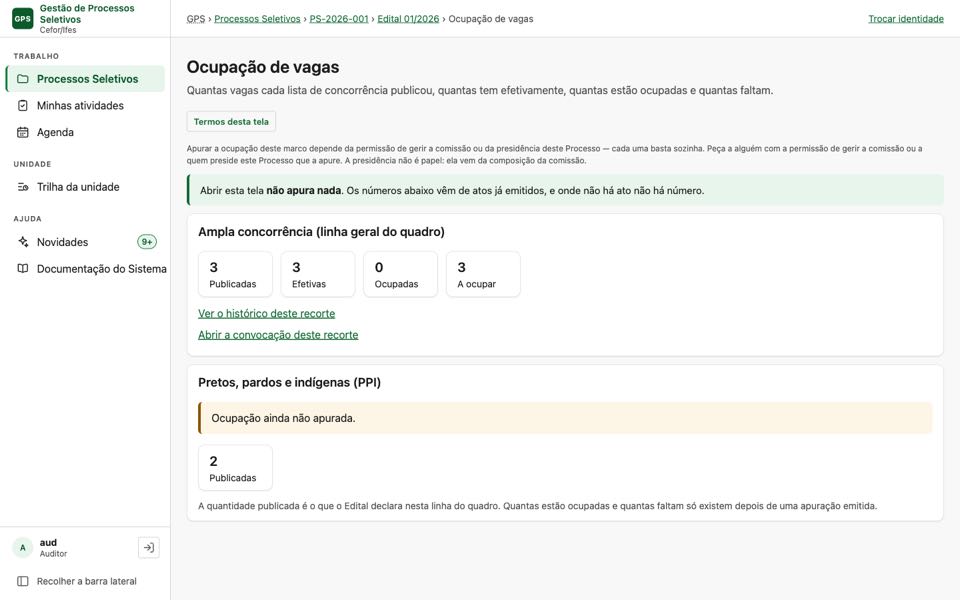 GPS
Gestão de Processos
Seletivos
Cefor/Ifes
GPS › Processos Seletivos › PS-2026-001 › Edital 01/2026 › Ocupação de vagas
Trocar identidade
TRABALHO
Processos Seletivos
Minhas atividades
Agenda
UNIDADE
Trilha da unidade
AJUDA
Novidades 9+
Documentação do Sistema
Ocupação de vagas
Quantas vagas cada lista de concorrência publicou, quantas tem efetivamente, quantas estão ocupadas e quantas faltam.
Termos desta tela
Apurar a ocupação deste marco depende da permissão de gerir a comissão ou da presidência deste Processo — cada uma basta sozinha. Peça a alguém com a permissão de gerir a comissão ou a
quem preside este Processo que a apure. A presidência não é papel: ela vem da composição da comissão.
Abrir esta tela não apura nada. Os números abaixo vêm de atos já emitidos, e onde não há ato não há número.
Ampla concorrência (linha geral do quadro)
3
Publicadas
3
Efetivas
0
Ocupadas
3
A ocupar
Ver o histórico deste recorte
Abrir a convocação deste recorte
Pretos, pardos e indígenas (PPI)
Ocupação ainda não apurada.
2
Publicadas
A quantidade publicada é o que o Edital declara nesta linha do quadro. Quantas estão ocupadas e quantas faltam só existem depois de uma apuração emitida.
A
aud
Auditor
Recolher a barra lateral